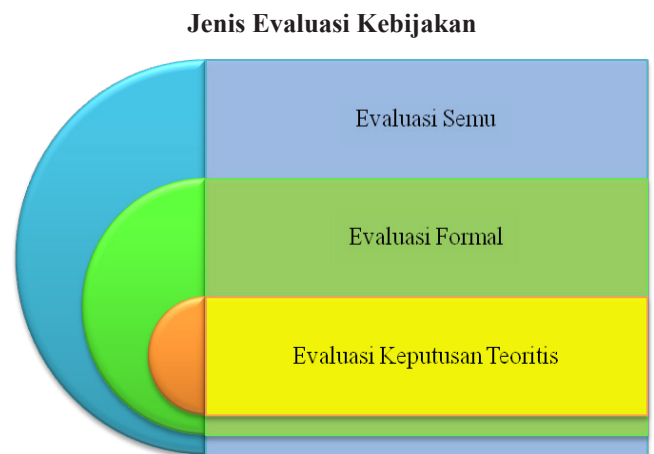 Jenis Evaluasi Kebijakan
Evaluasi Semu
Evaluasi Formal
Evaluasi Keputusan Teoritis